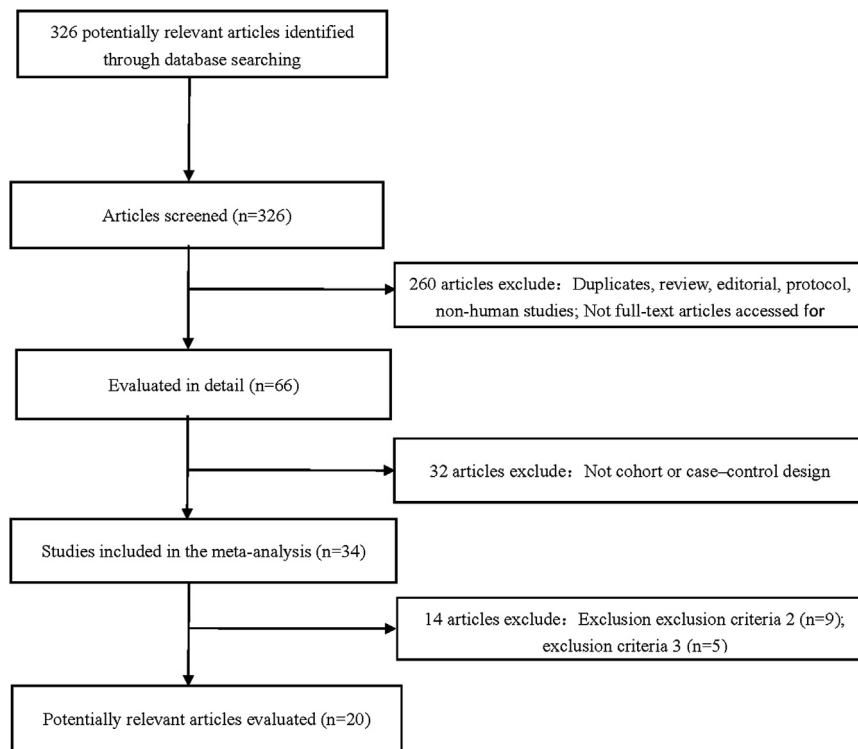 326 potentially relevant articles identified
through database searching
Articles screened (n=326)
260 articles exclude：Duplicates, review, editorial, protocol,
non-human studies; Not full-text articles accessed for
Evaluated in detail (n=66)
32 articles exclude：Not cohort or case–control design
Studies included in the meta-analysis (n=34)
14 articles exclude：Exclusion exclusion criteria 2 (n=9);
exclusion criteria 3 (n=5)
Potentially relevant articles evaluated (n=20)